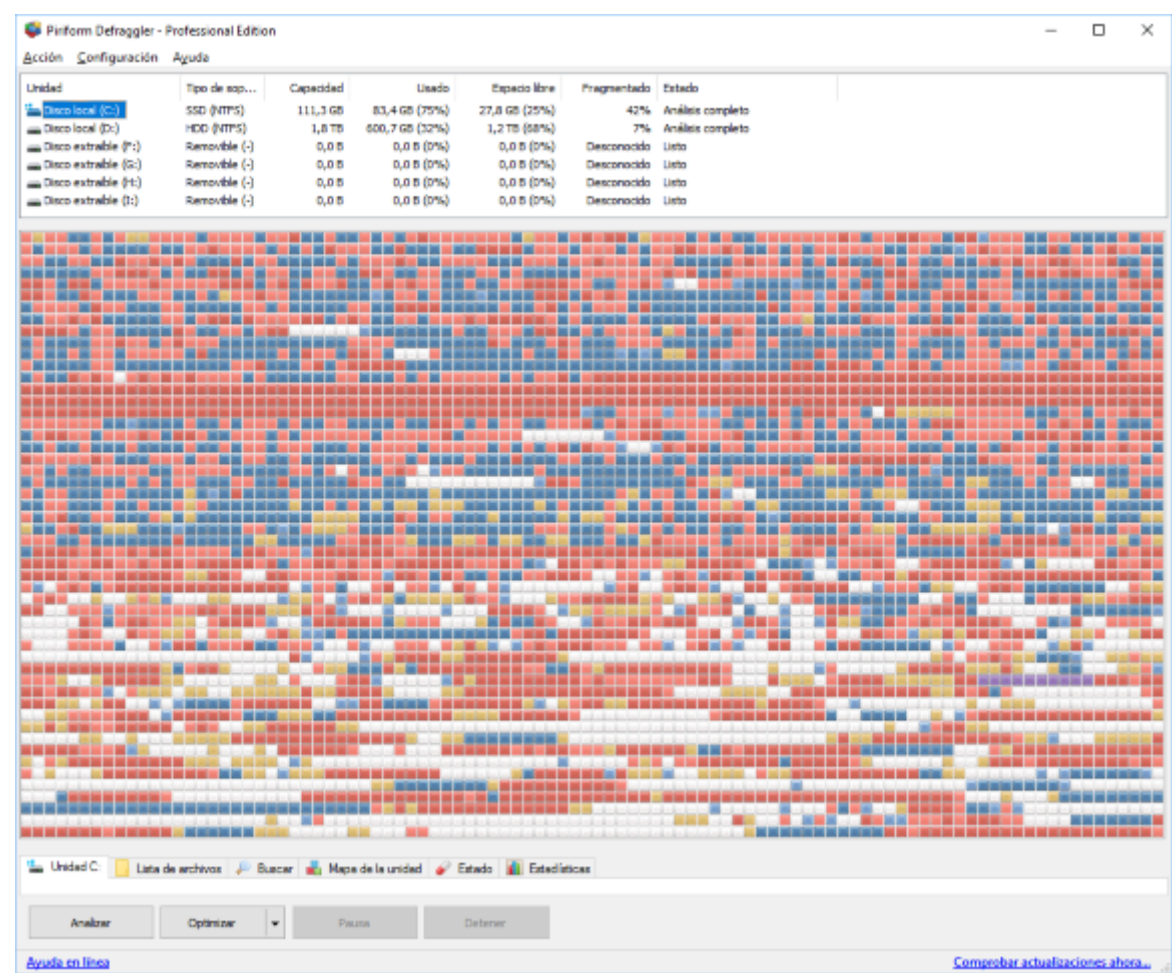 Piriform Defraggler - Professional Edition
Acción Configuración Ayuda
Unidad Tipo de sop... Capacidad Usado Espacio libre Fragmentado Estado
Disco local (C:) SSD (NTFS) 111,3 GB 83,4 GB (75%) 27,8 GB (25%) 42% Análisis completo
Disco local (D:) HDD (NTFS) 1,8 TB 600,7 GB (32%) 1,2 TB (68%) 7% Análisis completo
Disco extraíble (F:) Removible (-) 0,0 B 0,0 B (0%) 0,0 B (0%) Desconocido Listo
Disco extraíble (G:) Removible (-) 0,0 B 0,0 B (0%) 0,0 B (0%) Desconocido Listo
Disco extraíble (H:) Removible (-) 0,0 B 0,0 B (0%) 0,0 B (0%) Desconocido Listo
Disco extraíble (I:) Removible (-) 0,0 B 0,0 B (0%) 0,0 B (0%) Desconocido Listo
Unidad C: Lista de archivos Buscar Mapa de la unidad Estado Estadísticas
Analizar Optimizar Pausa Detener
Ayuda en línea Comprobar actualizaciones ahora...